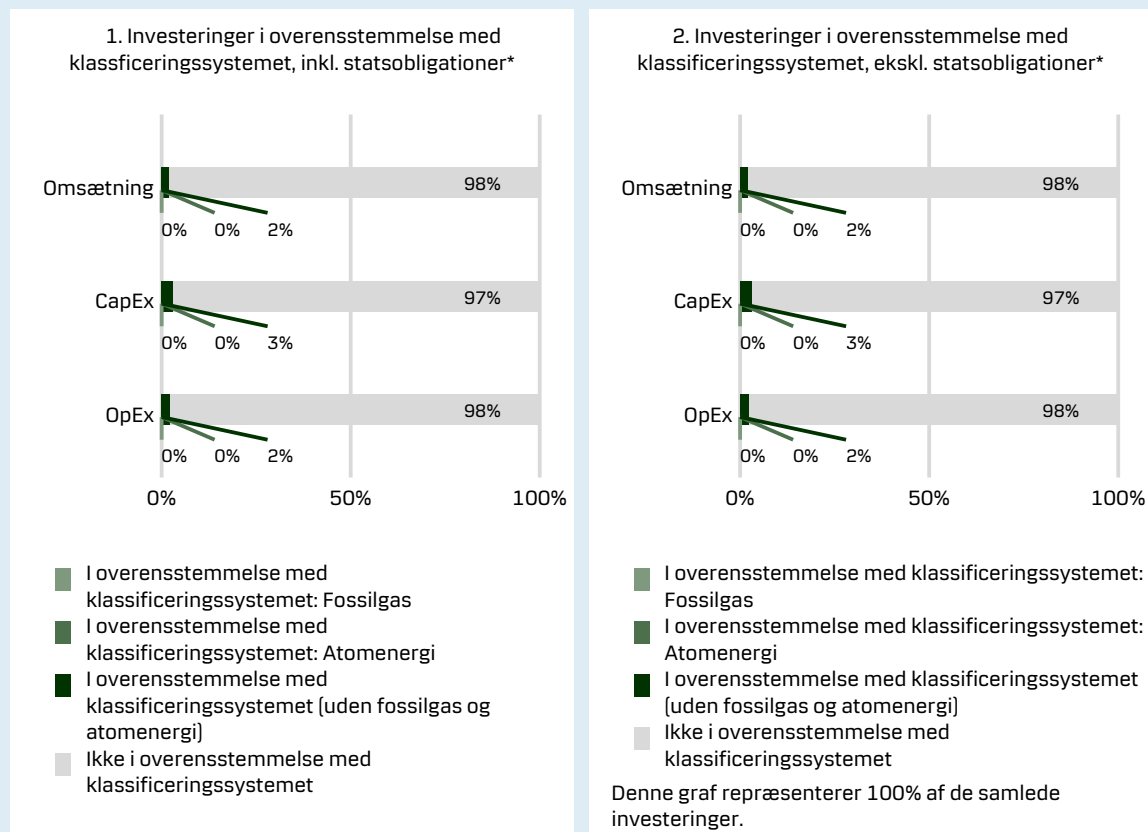 1. Investeringer i overensstemmelse med
klassficeringssystemet, inkl. statsobligationer*
Omsætning
98%
0% 0% 2%
CapEx
97%
0% 0% 3%
OpEx
98%
0% 0% 2%
0% 50% 100%
I overensstemmelse med
klassificeringssystemet: Fossilgas
I overensstemmelse med
klassificeringssystemet: Atomenergi
I overensstemmelse med
klassificeringssystemet (uden fossilgas og
atomenergi)
Ikke i overensstemmelse med
klassificeringssystemet
2. Investeringer i overensstemmelse med
klassificeringssystemet, ekskl. statsobligationer*
Omsætning
98%
0% 0% 2%
CapEx
97%
0% 0% 3%
OpEx
98%
0% 0% 2%
0% 50% 100%
I overensstemmelse med klassificeringssystemet:
Fossilgas
I overensstemmelse med klassificeringssystemet:
Atomenergi
I overensstemmelse med klassificeringssystemet
(uden fossilgas og atomenergi)
Ikke i overensstemmelse med
klassificeringssystemet
Denne graf repræsenterer 100% af de samlede
investeringer.